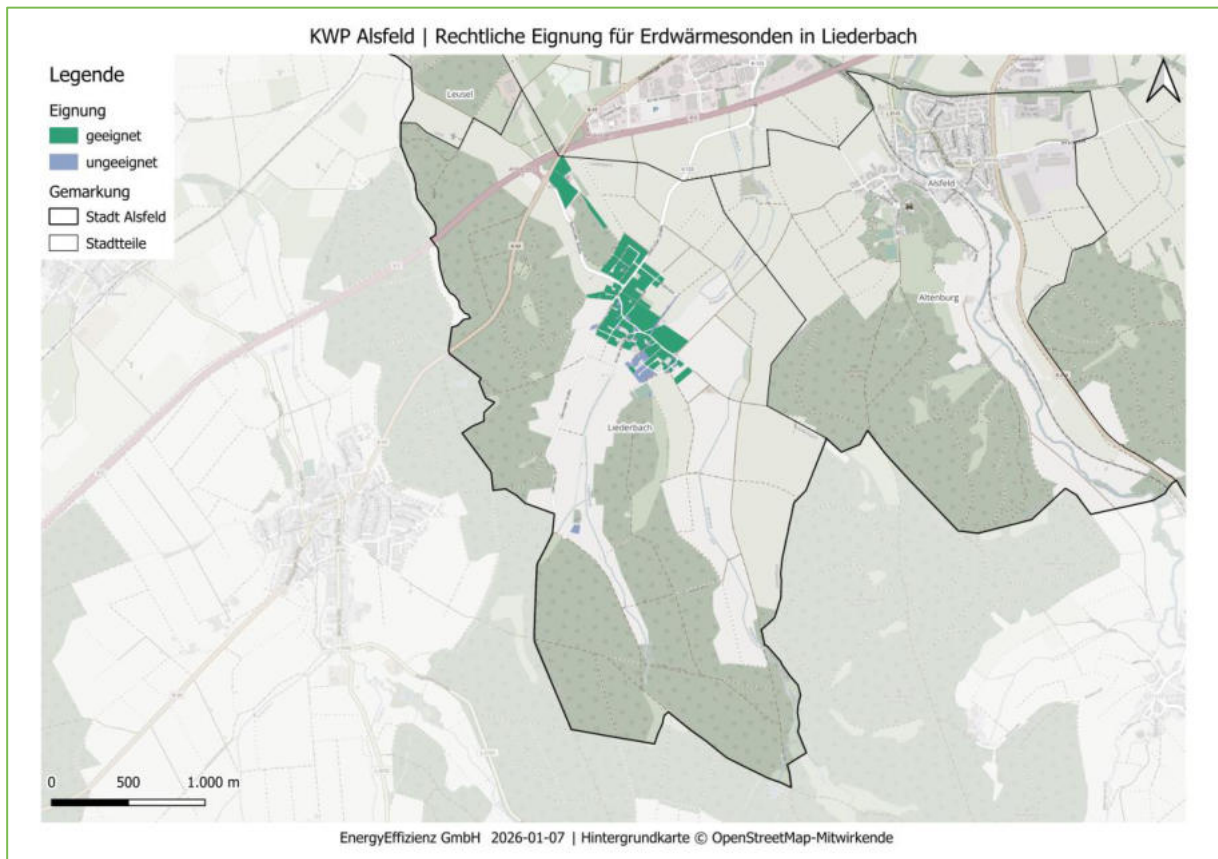 KWP Alsfeld | Rechtliche Eignung für Erdwärmesonden in Liederbach
Legende
Eignung
geeignet
ungeeignet
Gemarkung
Stadt Alsfeld
Stadtteile
Leusel
Alsfeld
Altenburg
Liederbach
0 500 1.000 m
EnergyEffizienz GmbH 2026-01-07 | Hintergrundkarte © OpenStreetMap-Mitwirkende